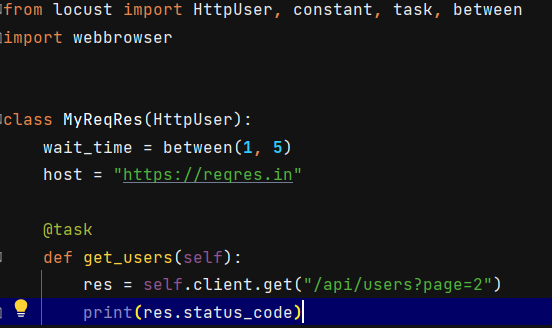 from locust import HttpUser, constant, task, between
import webbrowser
class MyReqRes(HttpUser):
wait_time = between(1, 5)
host = "https://reqres.in"
@task
def get_users(self):
res = self.client.get("/api/users?page=2")
print(res.status_code)